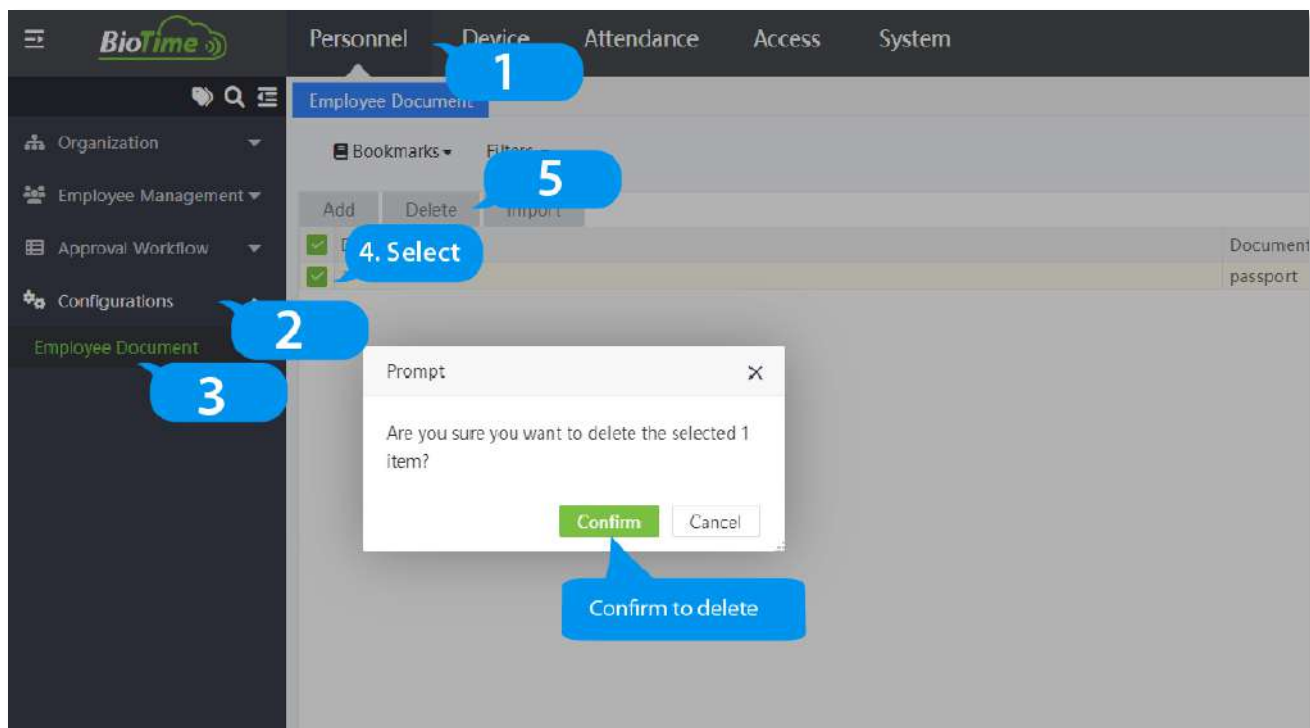 BioTime
Personnel Device Attendance Access System
1
Employee Document
Organization
Bookmarks Filters
5
Employee Management
Add Delete Import
Approval Workflow
4. Select
Document
passport
Configurations
2
Employee Document
3
Prompt
Are you sure you want to delete the selected 1
item?
Confirm Cancel
Confirm to delete